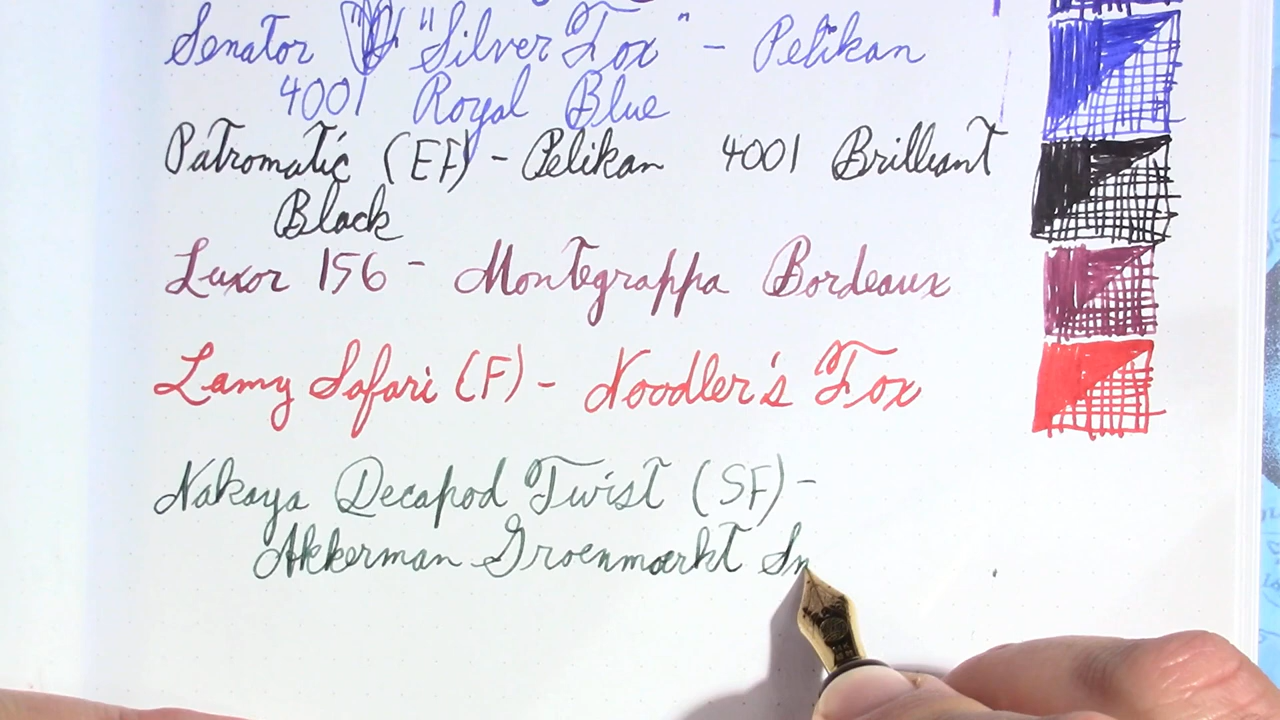 Senator "Silver Fox" - Pelikan
4001 Royal Blue
Patromatic (EF) - Pelikan 4001 Brilliant
Black
Luxor 156 - Montegrappa Bordeaux
Lamy Safari (F) - Noodler's Fox
Nakaya Decapod Twist (SF) -
Akkerman Groenmarkt Sm